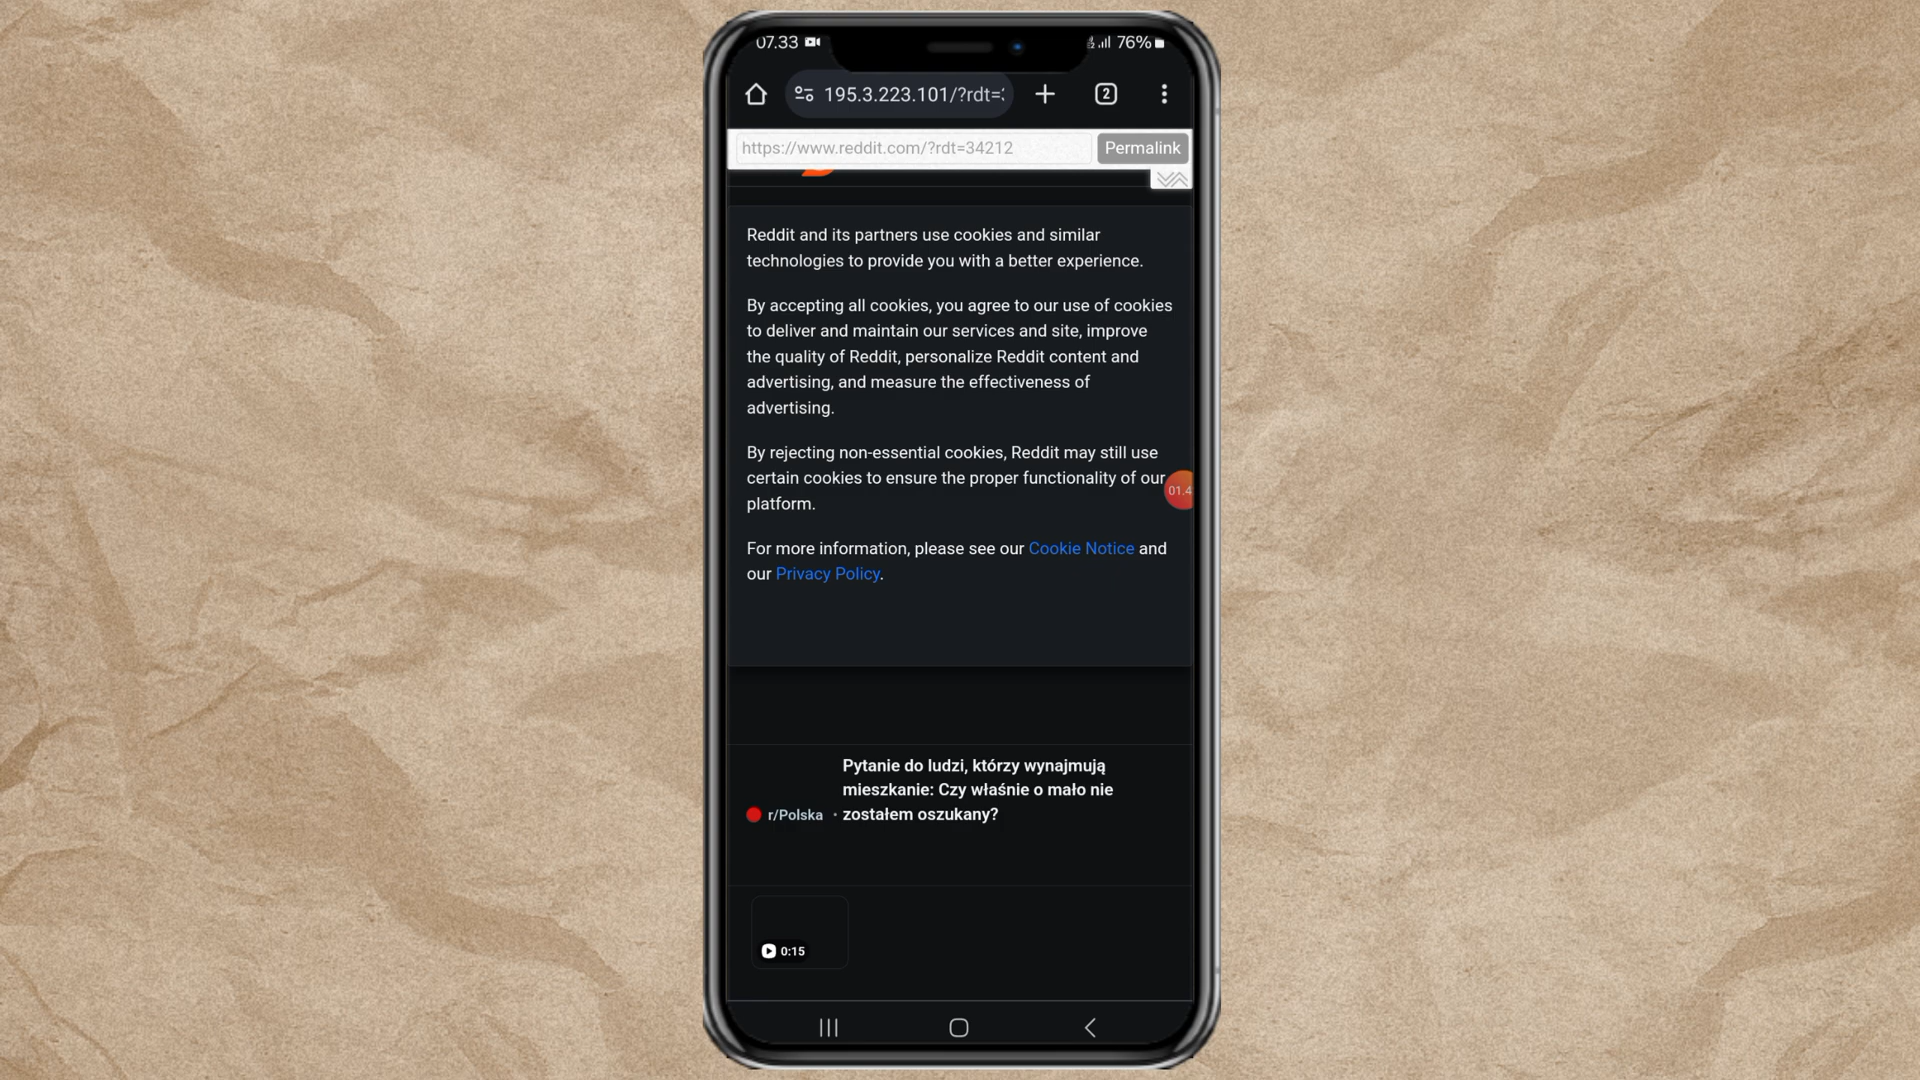 07.33 76%
195.3.223.101/?rdt=3 2
https://www.reddit.com/?rdt=34212 Permalink
Reddit and its partners use cookies and similar
technologies to provide you with a better experience.
By accepting all cookies, you agree to our use of cookies
to deliver and maintain our services and site, improve
the quality of Reddit, personalize Reddit content and
advertising, and measure the effectiveness of
advertising.
By rejecting non-essential cookies, Reddit may still use
certain cookies to ensure the proper functionality of our
platform.
01.4
For more information, please see our Cookie Notice and
our Privacy Policy.
Pytanie do ludzi, którzy wynajmują
mieszkanie: Czy właśnie o mało nie
r/Polska • zostałem oszukany?
0:15